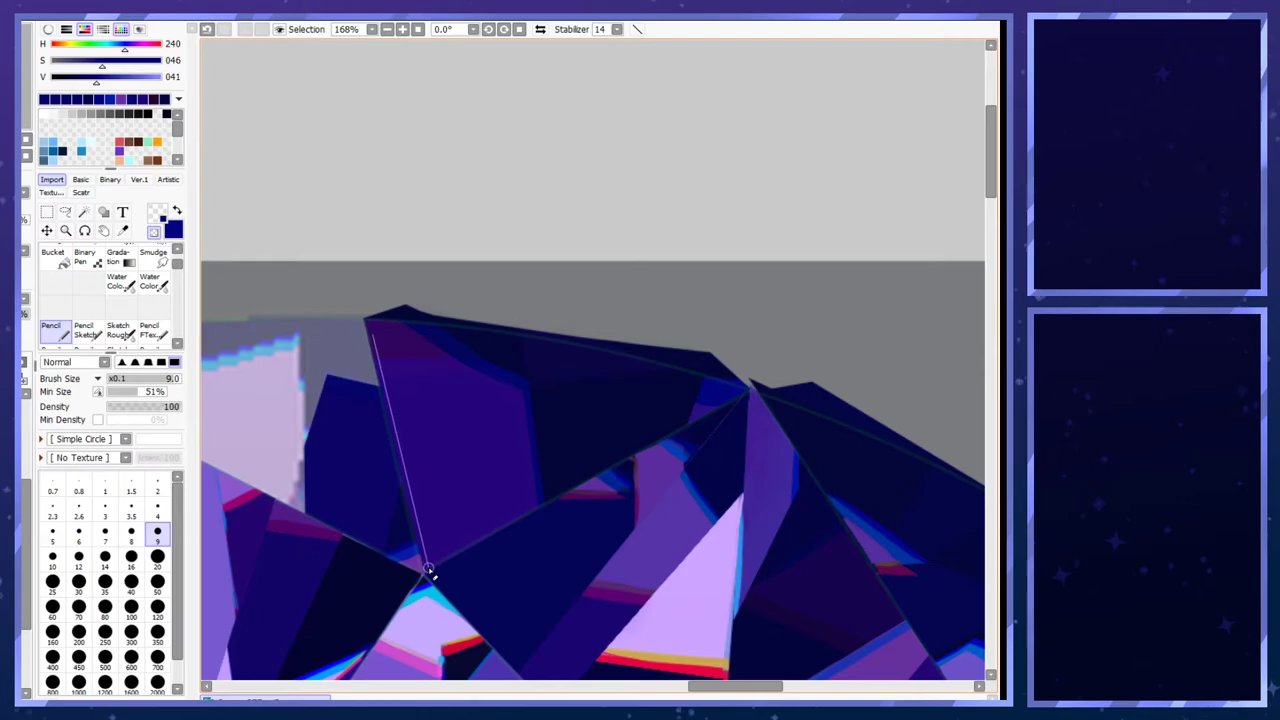 Selection 168% 0.0° Stabilizer 14
H 240
S 046
V 041
Import Basic Binary Ver.1 Artistic
Textu... Scatr
T
Bucket Binary Pen Grada-tion Smudge
Water Colo... Water Color...
Pencil Pencil Sketch Sketch Rough Pencil FTex...
Normal
Brush Size x0.1 9.0
Min Size 51%
Density 100
Min Density 0%
[ Simple Circle ]
[ No Texture ]
0.7 0.8 1 1.5 2
2.3 2.6 3 3.5 4
5 6 7 8 9
10 12 14 16 20
25 30 35 40 50
60 70 80 100 120
160 200 250 300 350
400 450 500 600 700
800 1000 1200 1600 2000